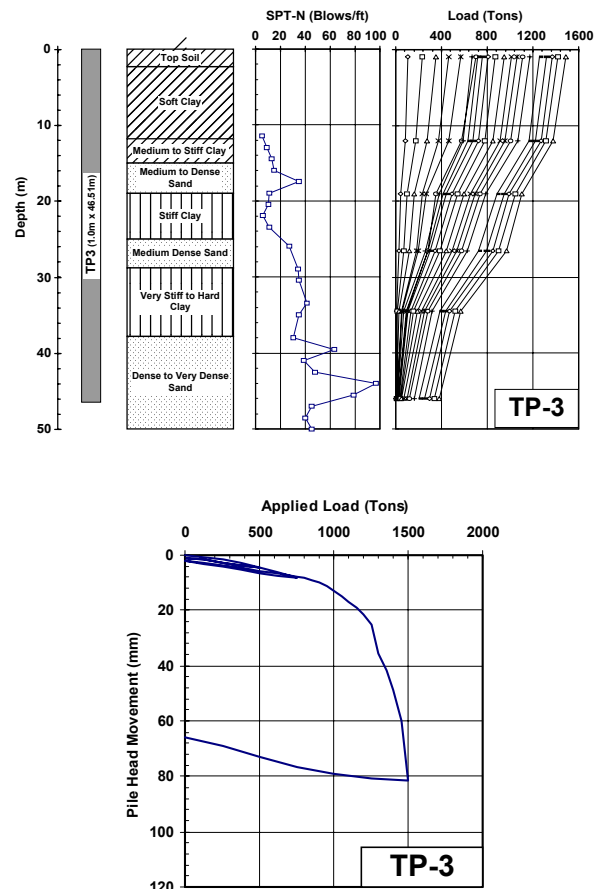 SPT-N (Blows/ft)
Load (Tons)
0 20 40 60 80 100
0 400 800 1200 1600
Depth (m)
0
10
20
30
40
50
TP3 (1.0m x 46.51m)
Top Soil
Soft Clay
Medium to Stiff Clay
Medium to Dense
Sand
Stiff Clay
Medium Dense Sand
Very Stiff to Hard
Clay
Dense to Very Dense
Sand
TP-3
Applied Load (Tons)
0 500 1000 1500 2000
Pile Head Movement (mm)
0
20
40
60
80
100
120
TP-3